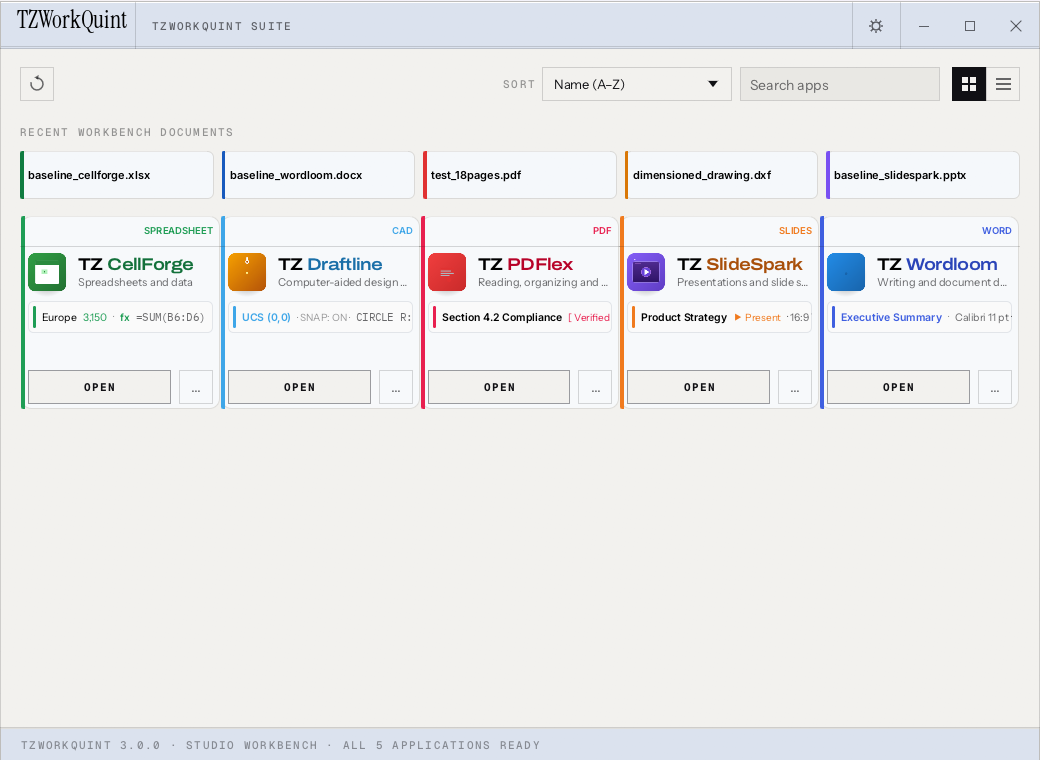 TZWorkQuint
TZWORKQUINT SUITE
SORT
Name (A–Z)
Search apps
RECENT WORKBENCH DOCUMENTS
baseline_cellforge.xlsx
baseline_wordloom.docx
test_18pages.pdf
dimensioned_drawing.dxf
baseline_slidespark.pptx
SPREADSHEET
TZ CellForge
Spreadsheets and data
Europe 3,150 · fx =SUM(B6:D6)
OPEN
...
CAD
TZ Draftline
Computer-aided design ...
UCS (0,0) · SNAP: ON · CIRCLE R:
OPEN
...
PDF
TZ PDFlex
Reading, organizing and ...
Section 4.2 Compliance [ Verified
OPEN
...
SLIDES
TZ SlideSpark
Presentations and slide s...
Product Strategy ▶ Present · 16:9
OPEN
...
WORD
TZ Wordloom
Writing and document d...
Executive Summary · Calibri 11 pt ·
OPEN
...
TZWORKQUINT 3.0.0 · STUDIO WORKBENCH · ALL 5 APPLICATIONS READY